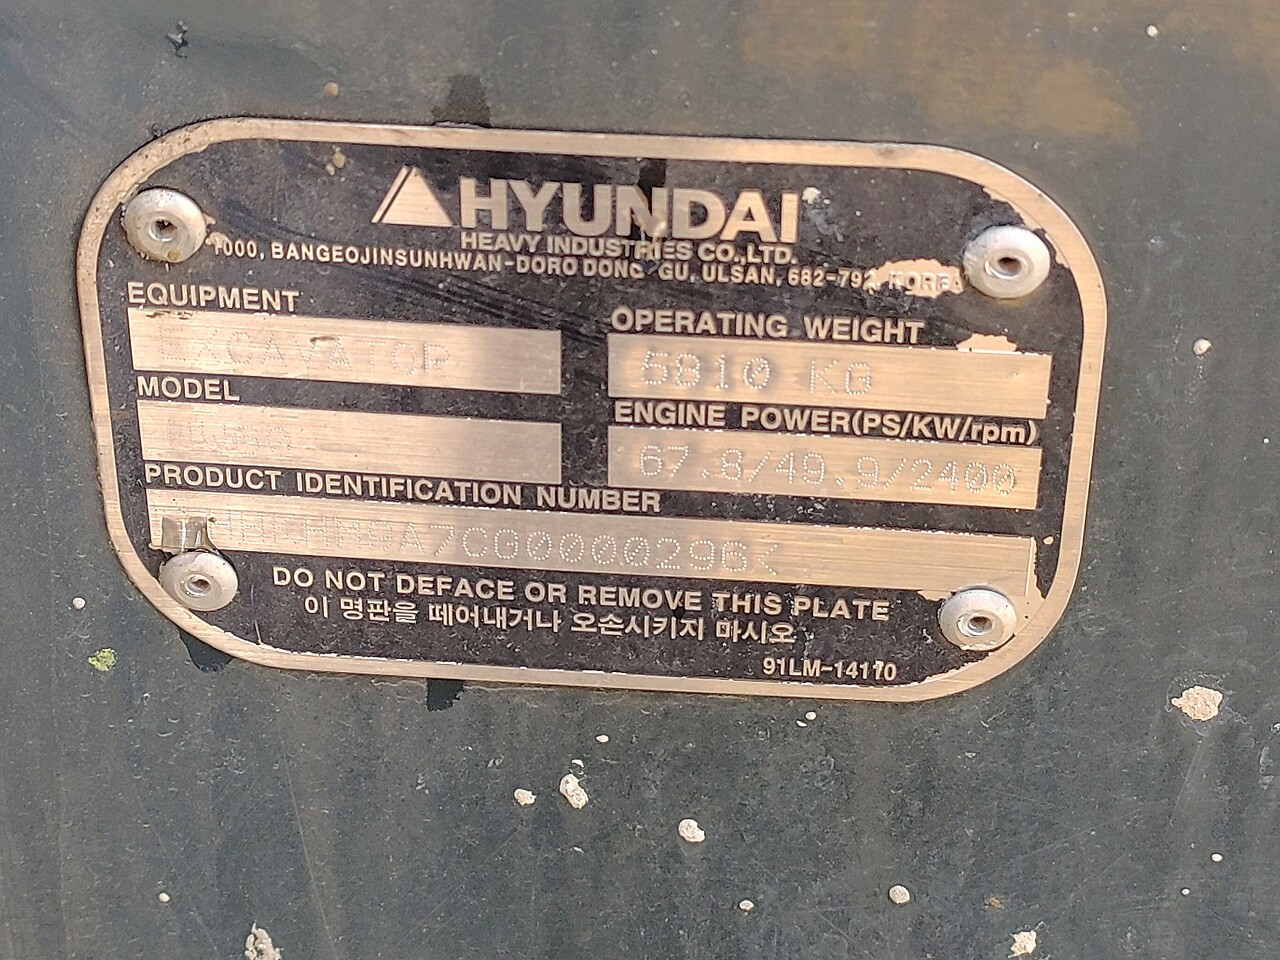 HYUNDAI
HEAVY INDUSTRIES CO.,LTD.
1000, BANGEOJINSUNHWAN-DORO DONG-GU, ULSAN, 682-792 KOREA
EQUIPMENT
EXCAVATOR
OPERATING WEIGHT
5810 KG
MODEL
ENGINE POWER(PS/KW/rpm)
67.8/49.9/2400
PRODUCT IDENTIFICATION NUMBER
DO NOT DEFACE OR REMOVE THIS PLATE
이 명판을 떼어내거나 오손시키지 마시오
91LM-14110